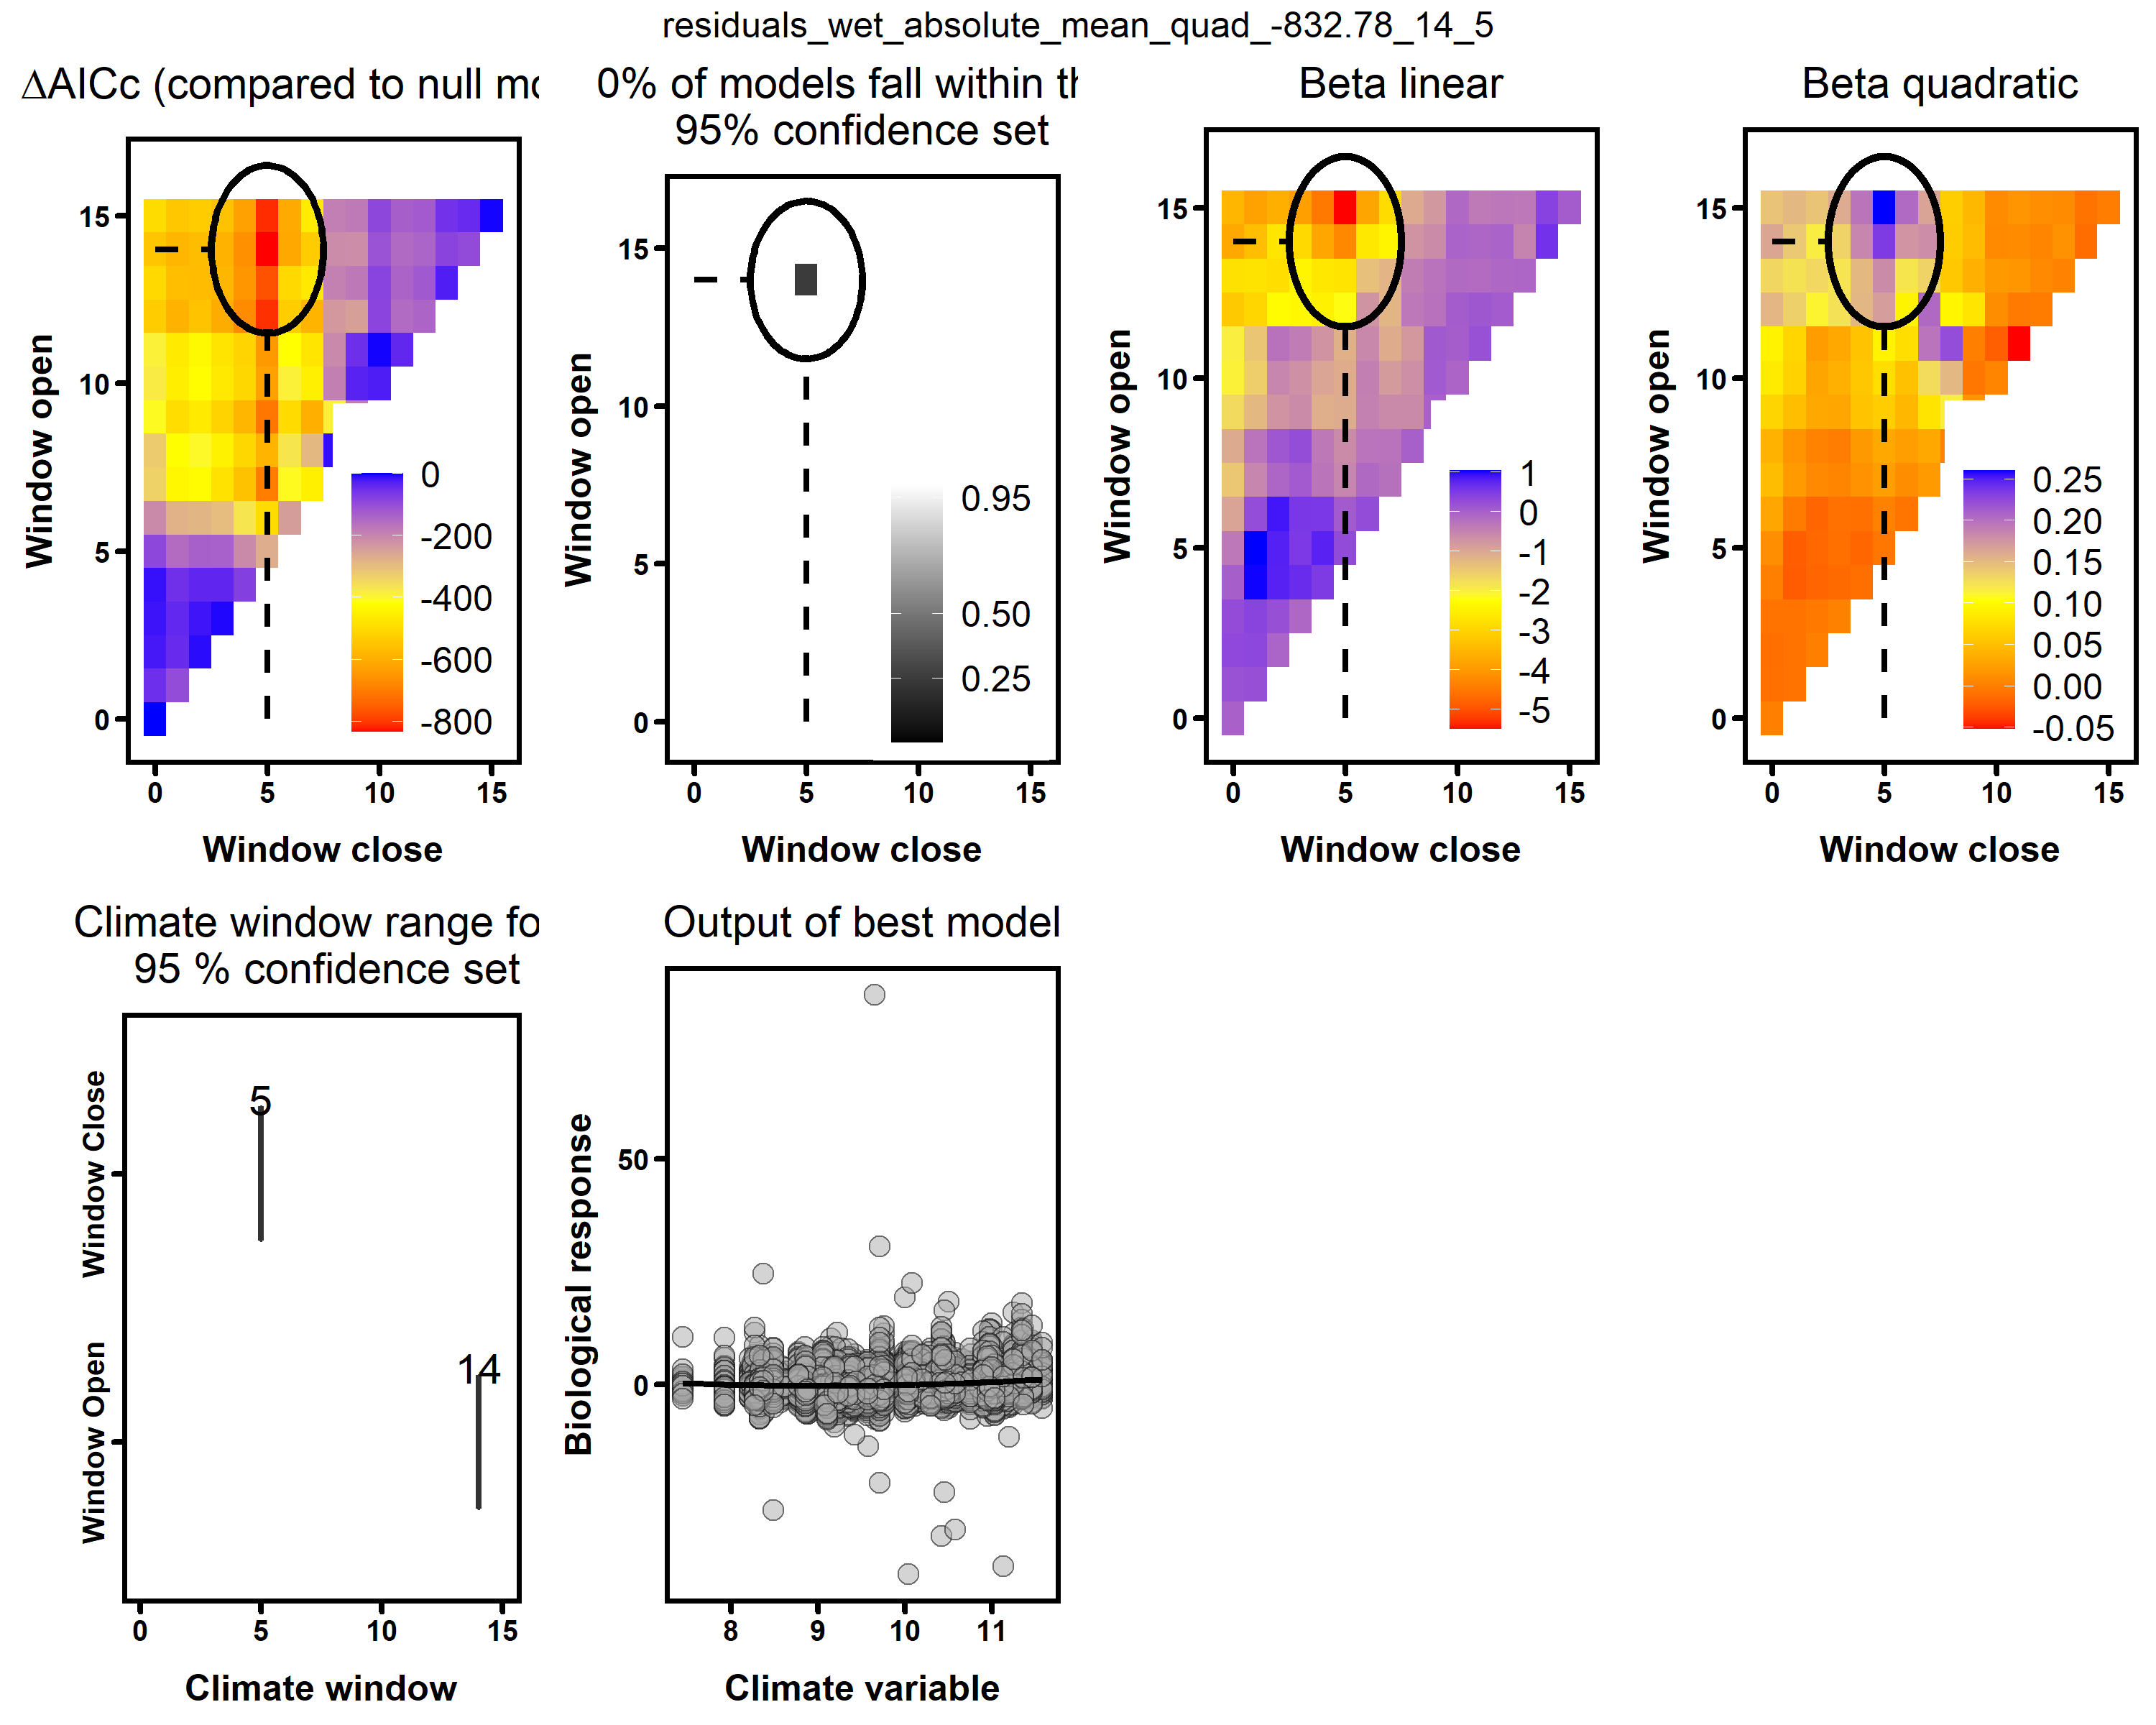 residuals_wet_absolute_mean_quad_-832.78_14_5
ΔAICc (compared to null mo
15
10
5
0
0
-200
-400
-600
-800
0 5 10 15
Window open
Window close
0% of models fall within th
95% confidence set
15
10
5
0
0.95
0.50
0.25
0 5 10 15
Window open
Window close
Beta linear
15
10
5
0
1
0
-1
-2
-3
-4
-5
0 5 10 15
Window open
Window close
Beta quadratic
15
10
5
0
0.25
0.20
0.15
0.10
0.05
0.00
-0.05
0 5 10 15
Window open
Window close
Climate window range fo
95 % confidence set
Window Close
Window Open
5
14
0 5 10 15
Climate window
Output of best model
Biological response
50
0
8 9 10 11
Climate variable